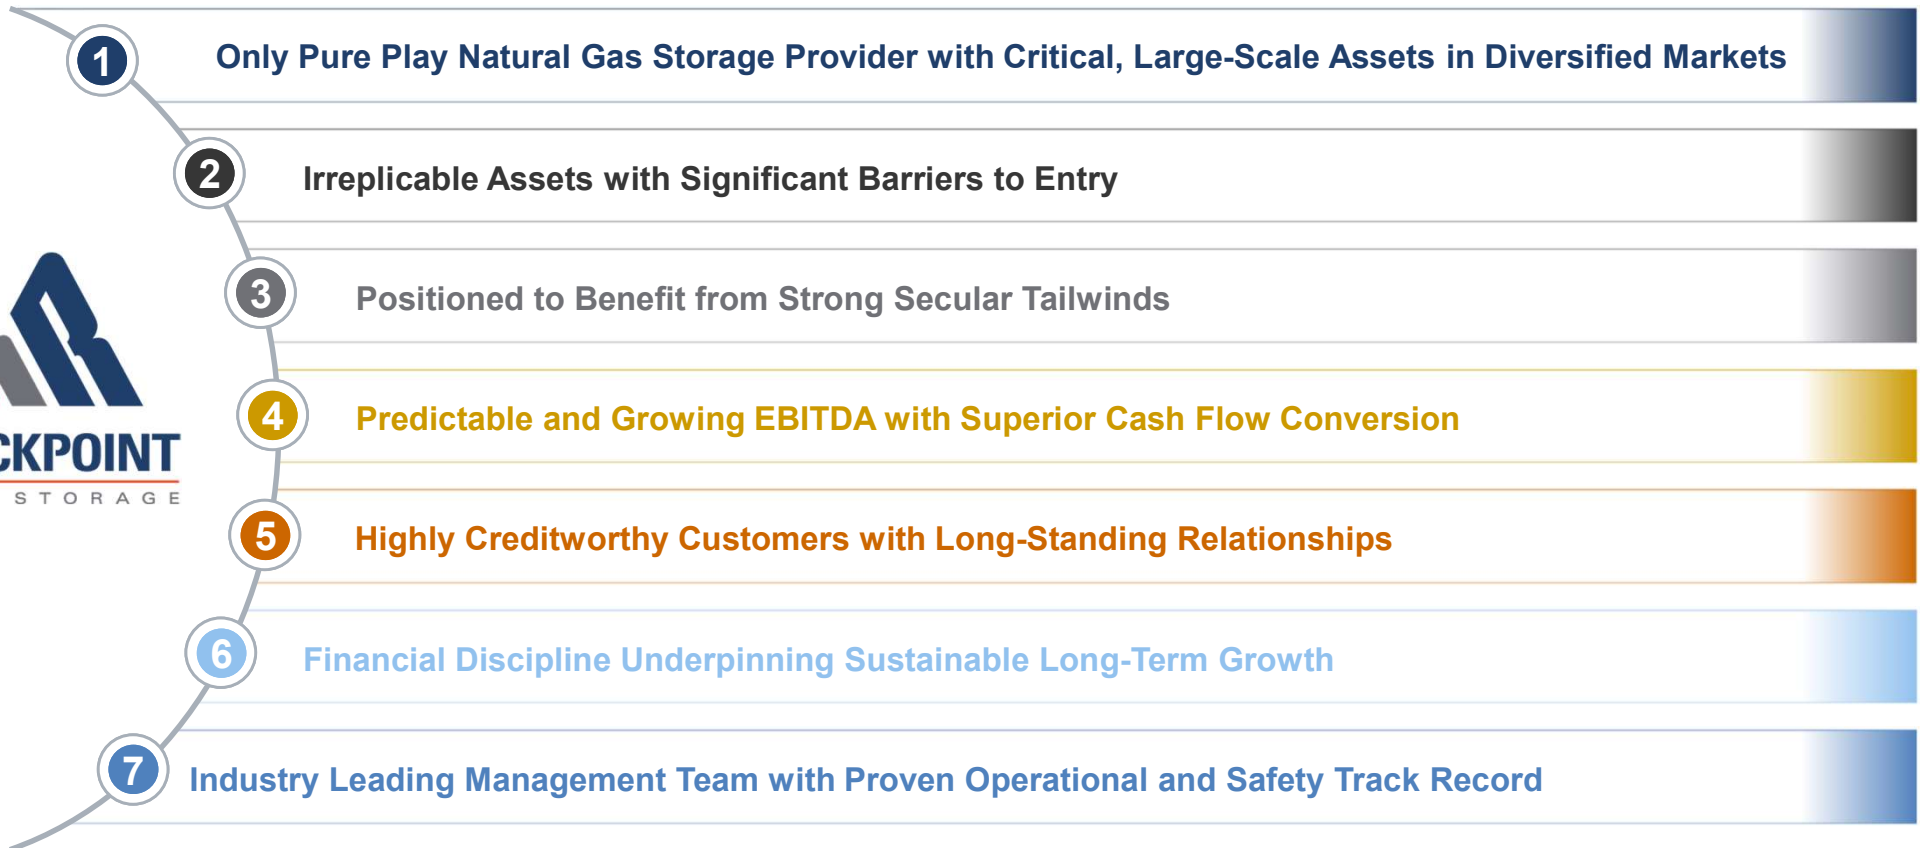 1
Only Pure Play Natural Gas Storage Provider with Critical, Large-Scale Assets in Diversified Markets
2
Irreplicable Assets with Significant Barriers to Entry
3
Positioned to Benefit from Strong Secular Tailwinds
4
Predictable and Growing EBITDA with Superior Cash Flow Conversion
CKPOINT
STORAGE
5
Highly Creditworthy Customers with Long-Standing Relationships
6
Financial Discipline Underpinning Sustainable Long-Term Growth
7
Industry Leading Management Team with Proven Operational and Safety Track Record